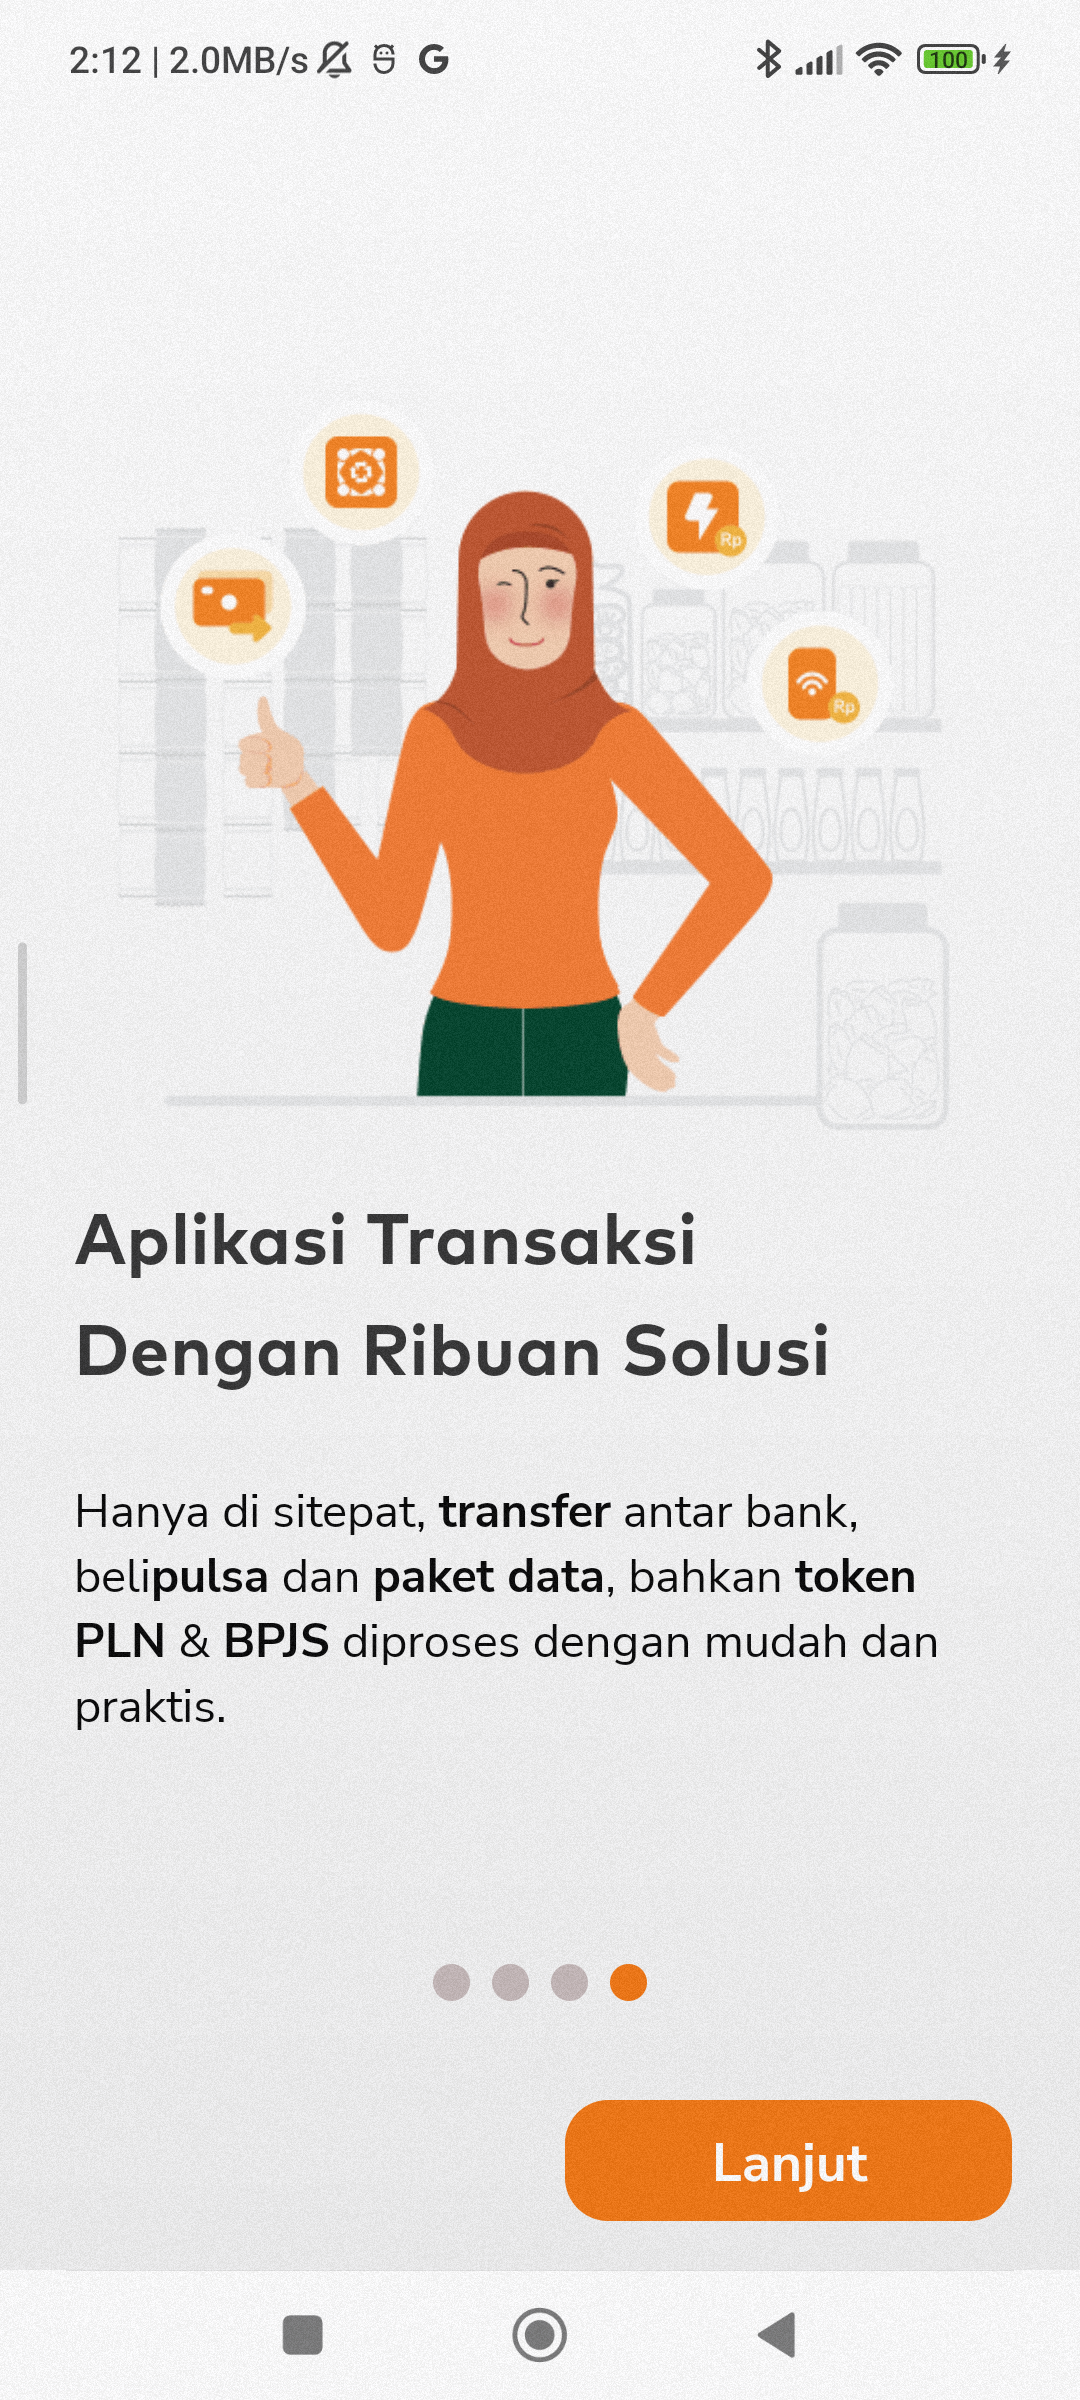 2:12 | 2.0MB/s
100
Rp
Rp
Aplikasi Transaksi
Dengan Ribuan Solusi
Hanya di sitepat, transfer antar bank,
belipulsa dan paket data, bahkan token
PLN & BPJS diproses dengan mudah dan
praktis.
Lanjut